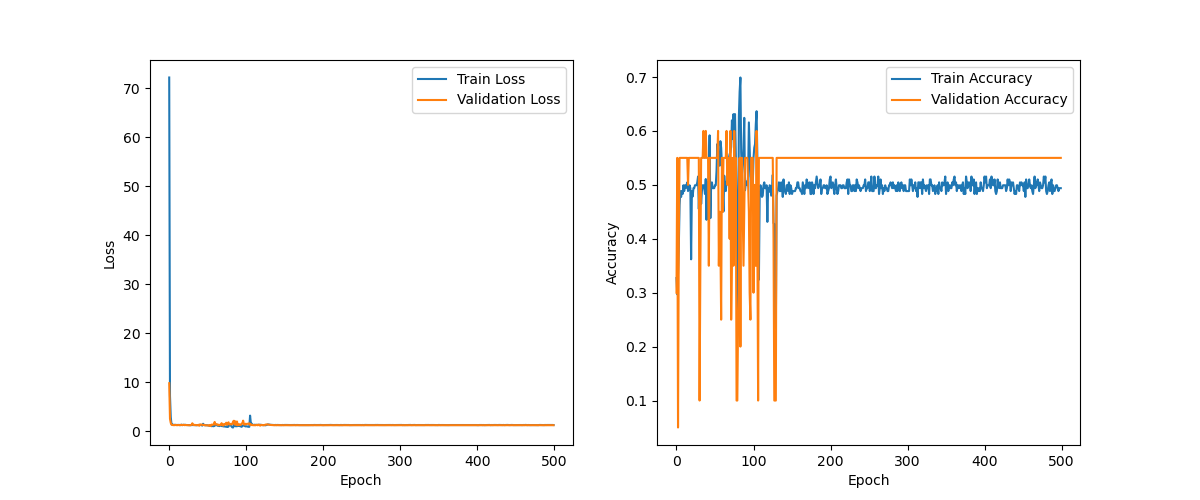 70
60
50
40
30
20
10
0
Loss
0 100 200 300 400 500
Epoch
Train Loss
Validation Loss
0.7
0.6
0.5
0.4
0.3
0.2
0.1
Accuracy
0 100 200 300 400 500
Epoch
Train Accuracy
Validation Accuracy